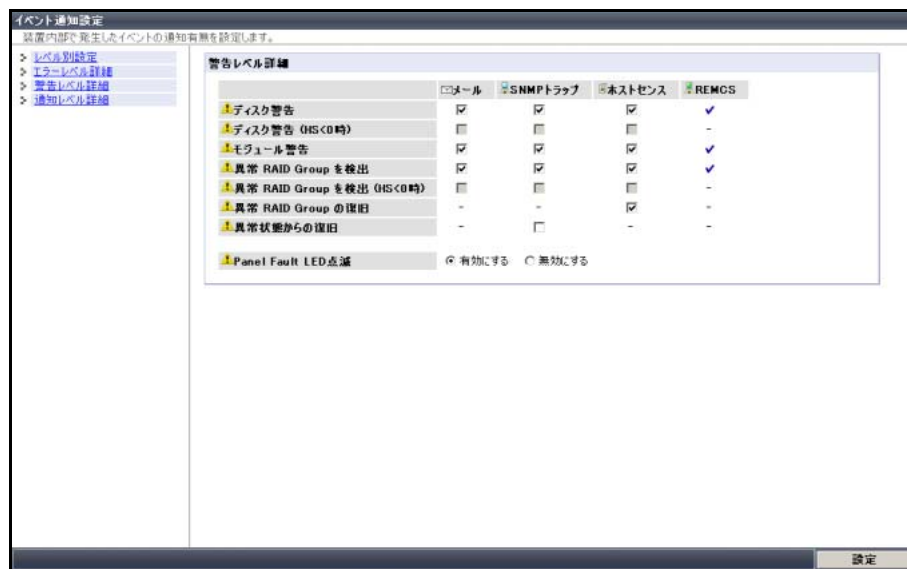 イベント通知設定
装置内部で発生したイベントの通知有無を設定します。
レベル別設定
エラーレベル詳細
警告レベル詳細
通知レベル詳細
警告レベル詳細
メール SNMPトラップ ホストセンス REMCS
ディスク警告
ディスク警告 (HS<0時) -
モジュール警告
異常 RAID Group を検出
異常 RAID Group を検出 (HS<0時) -
異常 RAID Group の復旧 - - -
異常状態からの復旧 - - -
Panel Fault LED点滅 有効にする 無効にする
設定